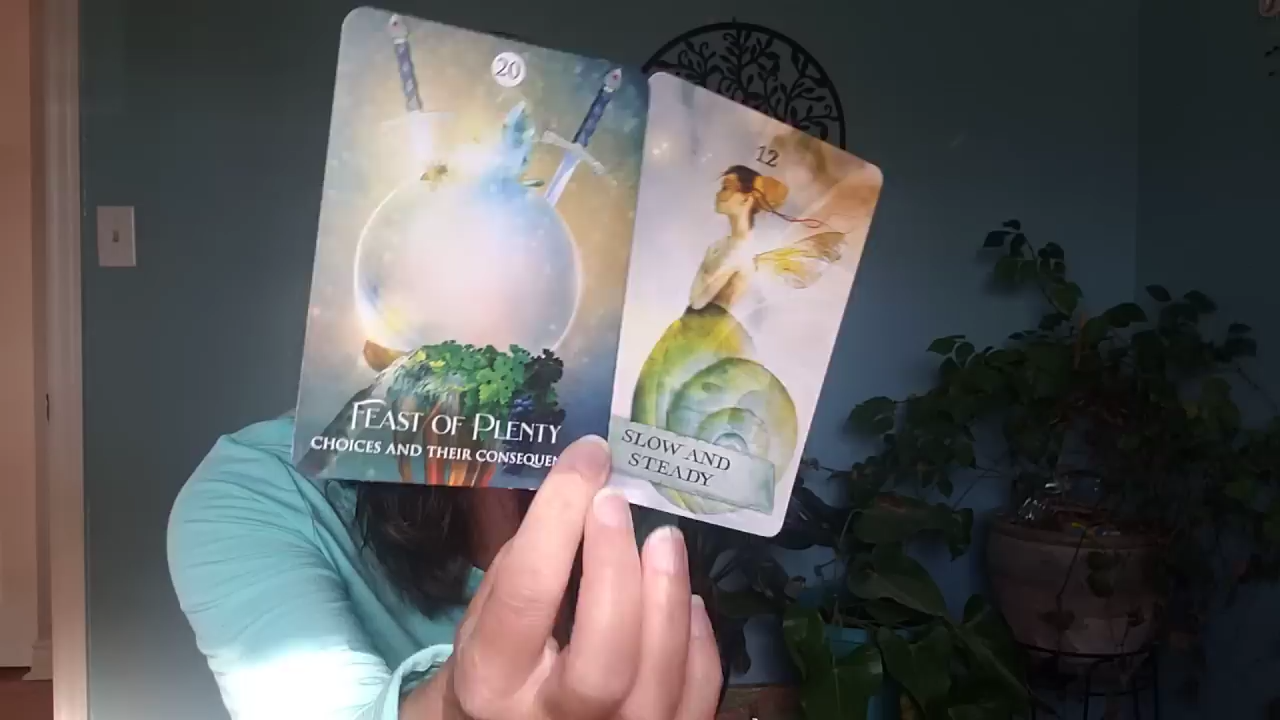 20
FEAST OF PLENTY
CHOICES AND THEIR
12
SLOW AND
STEADY